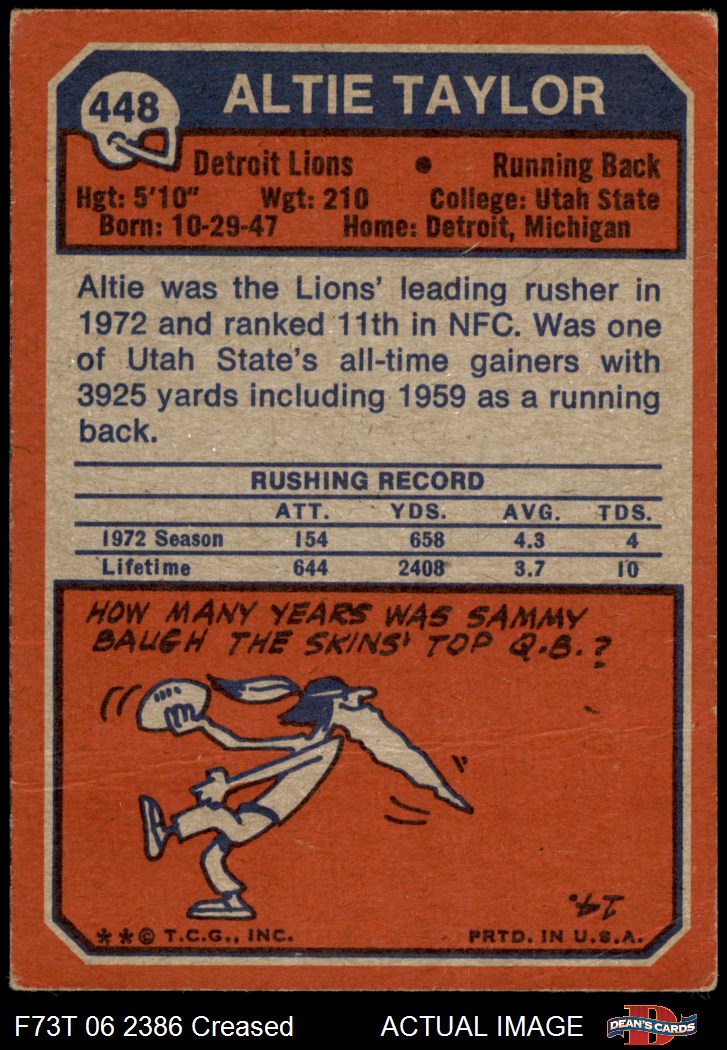 448
ALTIE TAYLOR
Detroit Lions • Running Back
Hgt: 5'10" Wgt: 210 College: Utah State
Born: 10-29-47 Home: Detroit, Michigan
Altie was the Lions' leading rusher in
1972 and ranked 11th in NFC. Was one
of Utah State's all-time gainers with
3925 yards including 1959 as a running
back.
RUSHING RECORD
ATT. YDS. AVG. TDS.
1972 Season 154 658 4.3 4
Lifetime 644 2408 3.7 10
HOW MANY YEARS WAS SAMMY
BAUGH THE SKINS' TOP Q.B.?
14.
**© T.C.G., INC. PRTD. IN U.S.A.
F73T 06 2386 Creased ACTUAL IMAGE DEAN'S CARDS